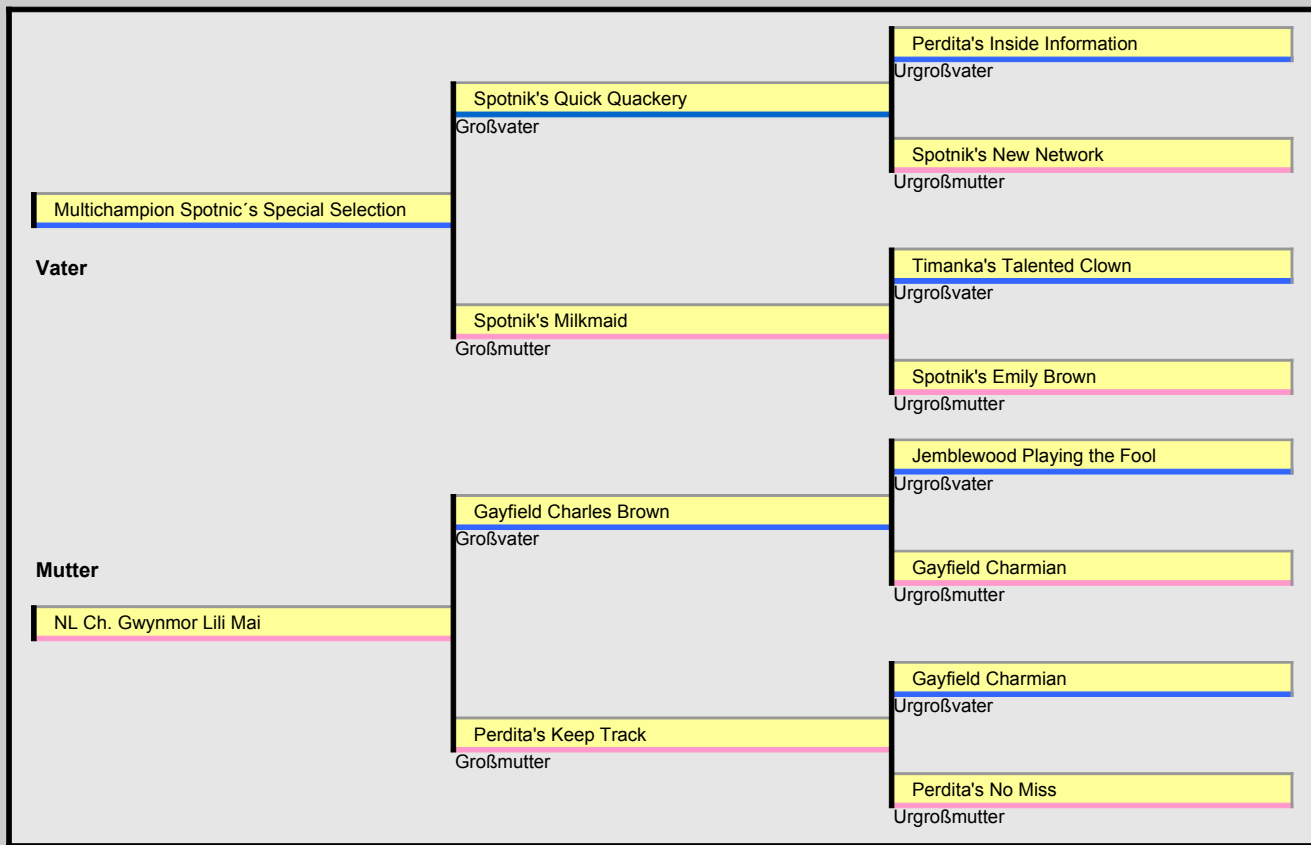 Perdita's Inside Information
Urgroßvater
Spotnik's Quick Quackery
Großvater
Spotnik's New Network
Urgroßmutter
Multichampion Spotnic´s Special Selection
Vater
Timanka's Talented Clown
Urgroßvater
Spotnik's Milkmaid
Großmutter
Spotnik's Emily Brown
Urgroßmutter
Jemblewood Playing the Fool
Urgroßvater
Gayfield Charles Brown
Großvater
Gayfield Charmian
Urgroßmutter
Mutter
NL Ch. Gwynmor Lili Mai
Gayfield Charmian
Urgroßvater
Perdita's Keep Track
Großmutter
Perdita's No Miss
Urgroßmutter